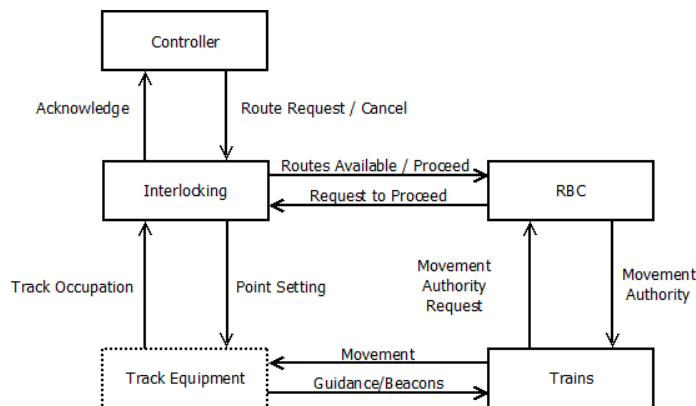 Controller
Acknowledge
Route Request / Cancel
Routes Available / Proceed
Interlocking
RBC
Request to Proceed
Track Occupation
Point Setting
Movement
Authority
Request
Movement
Authority
Movement
Track Equipment
Trains
Guidance/Beacons